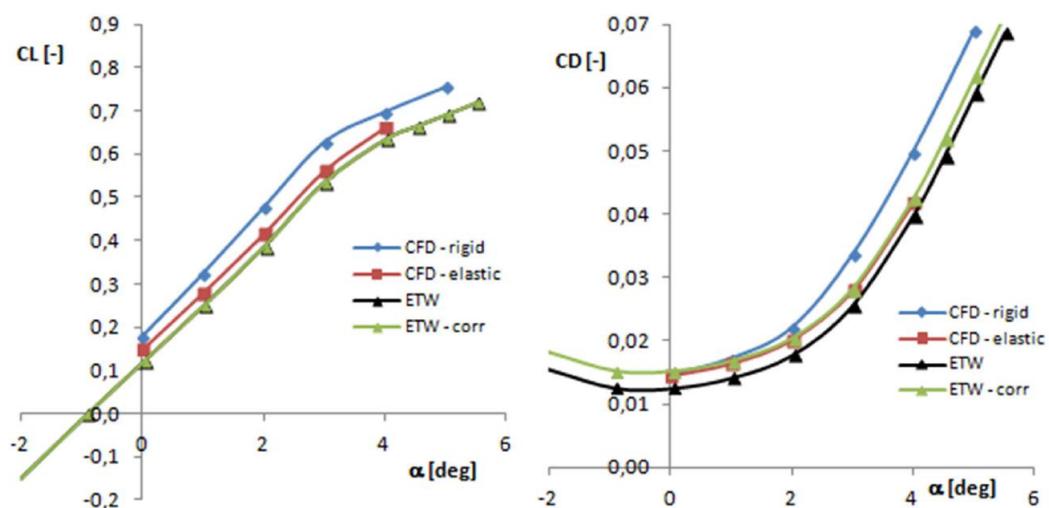 CL [-]
0,9
0,8
0,7
0,6
0,5
0,4
0,3
0,2
0,1
0,0
-0,1
-0,2
-2
0
2
4
6
α [deg]
CFD - rigid
CFD - elastic
ETW
ETW - corr
CD [-]
0,07
0,06
0,05
0,04
0,03
0,02
0,01
0,00
-2
0
2
4
6
α [deg]
CFD - rigid
CFD - elastic
ETW
ETW - corr